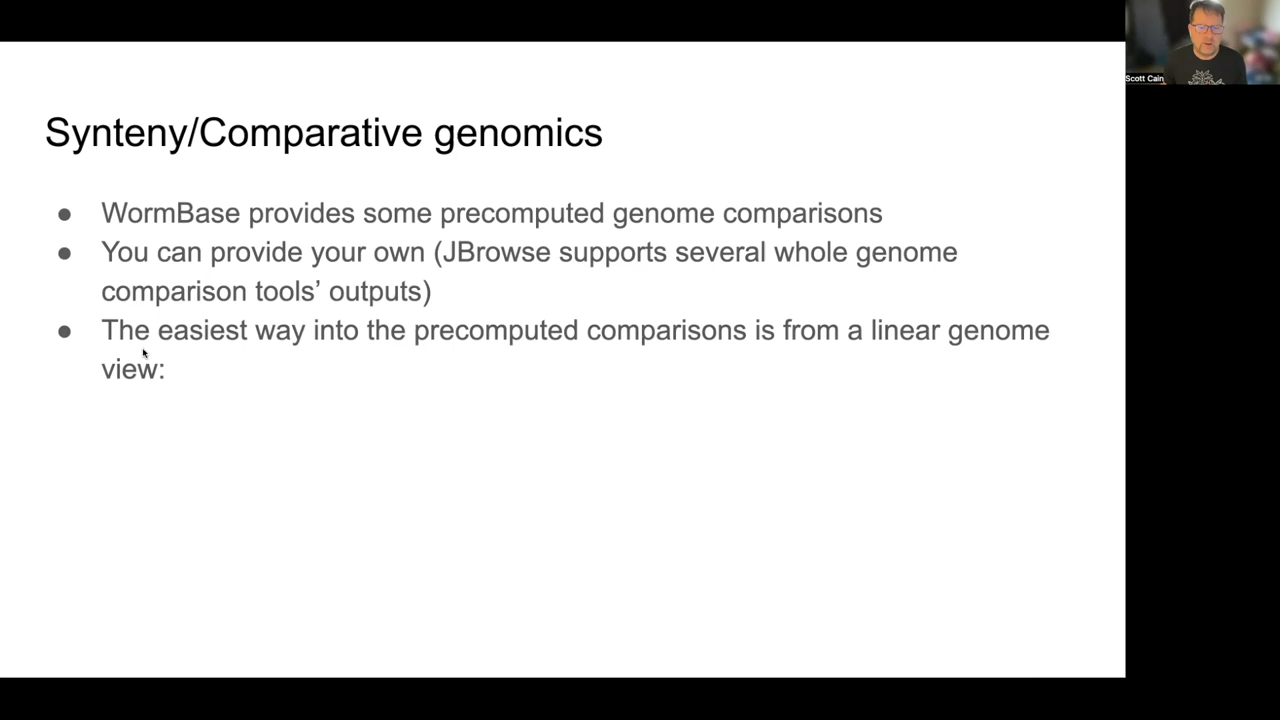 Synteny/Comparative genomics
● WormBase provides some precomputed genome comparisons
● You can provide your own (JBrowse supports several whole genome
comparison tools’ outputs)
● The easiest way into the precomputed comparisons is from a linear genome
view:
Scott Cain